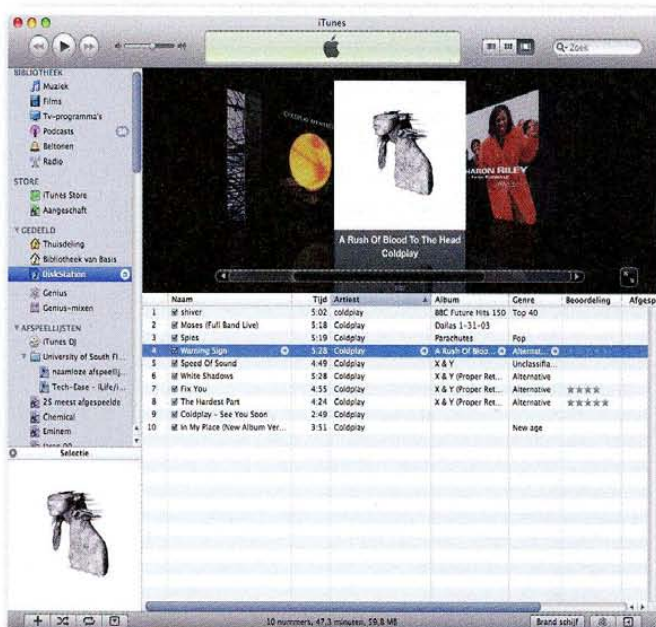 iTunes
Zoek
BIBLIOTHEEK
Muziek
Films
Tv-programma's
Podcasts
Beltonen
Radio
STORE
iTunes Store
Aangeschaft
GEDEELD
Thuisdeling
Bibliotheek van Basis
DiskStation
Genius
Genius-mixen
AFSPEELLIJSTEN
iTunes DJ
University of South Fl...
naamloze afspeellij...
Tech-Ease - (Life/i...
25 meest afgespeelde
Chemical
Eminem
Selectie
ARON RILEY
A Rush Of Blood To The Head
Coldplay
Naam Tijd Artiest Album Genre Beoordeling Afgesp
1 shiver 5:02 coldplay BBC Future Hits 150 Top 40
2 Moses (Full Band Live) 5:18 Coldplay Dallas 1-31-03
3 Spies 5:19 Coldplay Parachutes Pop
4 Warning Sign 5:28 Coldplay A Rush Of Bloo... Alternat...
5 Speed Of Sound 4:49 Coldplay X & Y Unclassifia...
6 White Shadows 5:28 Coldplay X & Y (Proper Ret... Alternative
7 Fix You 4:55 Coldplay X & Y (Proper Ret... Alternative ★★★★
8 The Hardest Part 4:24 Coldplay X & Y (Proper Ret... Alternative ★★★★★
9 Coldplay - See You Soon 2:49 Coldplay
10 In My Place (New Album Ver... 3:51 Coldplay New age
10 nummers, 47,3 minuten, 59,8 MB
Brand schijf